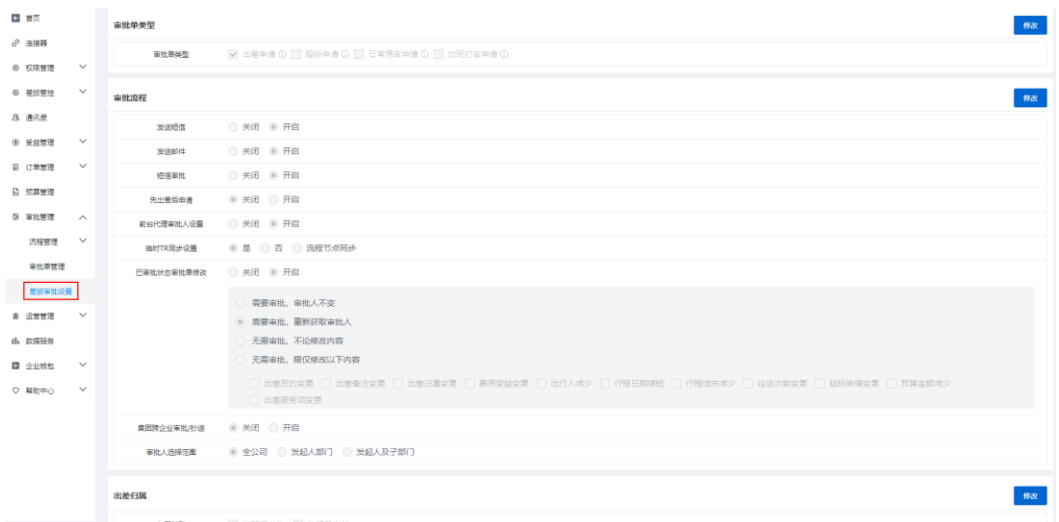 首页
连接器
权限管理
差旅管控
通讯录
受益管理
订单管理
预算管理
审批管理
流程管理
审批单管理
差旅审批设置
运营管理
数据服务
企业钱包
帮助中心
审批单类型
修改
审批单类型 出差申请 超标申请 日常用车申请 加班打车申请
审批流程
修改
发送短信 关闭 开启
发送邮件 关闭 开启
短信审批 关闭 开启
先出差后申请 关闭 开启
前台代理审批人设置 关闭 开启
临时TR同步设置 是 否 流程节点同步
已审批状态审批单修改 关闭 开启
需要审批，审批人不变
需要审批，重新获取审批人
无需审批，不论修改内容
无需审批，限仅修改以下内容
出差目的变更 出差备注变更 出差归属变更 费用受益变更 出行人减少 行程日期缩短 行程城市减少 往返次数变更 超标申请变更 预算金额减少
出差服务项变更
集团跨企业审批/抄送 关闭 开启
审批人选择范围 全公司 发起人部门 发起人及子部门
出差归属
修改